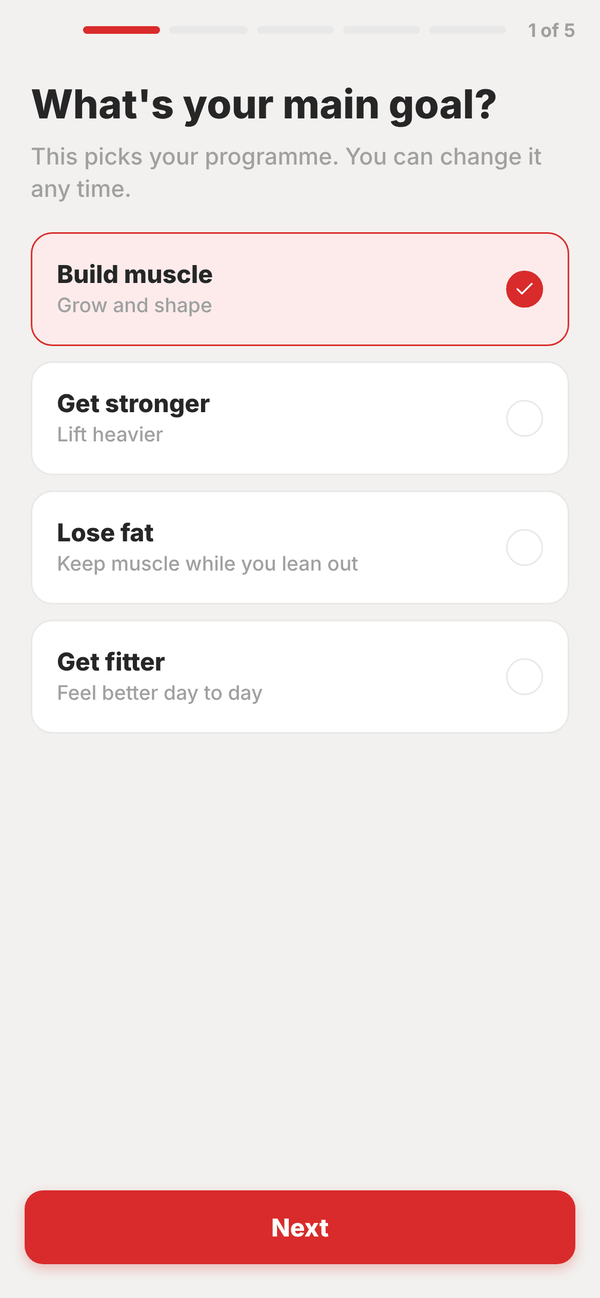 1 of 5
What's your main goal?
This picks your programme. You can change it
any time.
Build muscle
Grow and shape
Get stronger
Lift heavier
Lose fat
Keep muscle while you lean out
Get fitter
Feel better day to day
Next